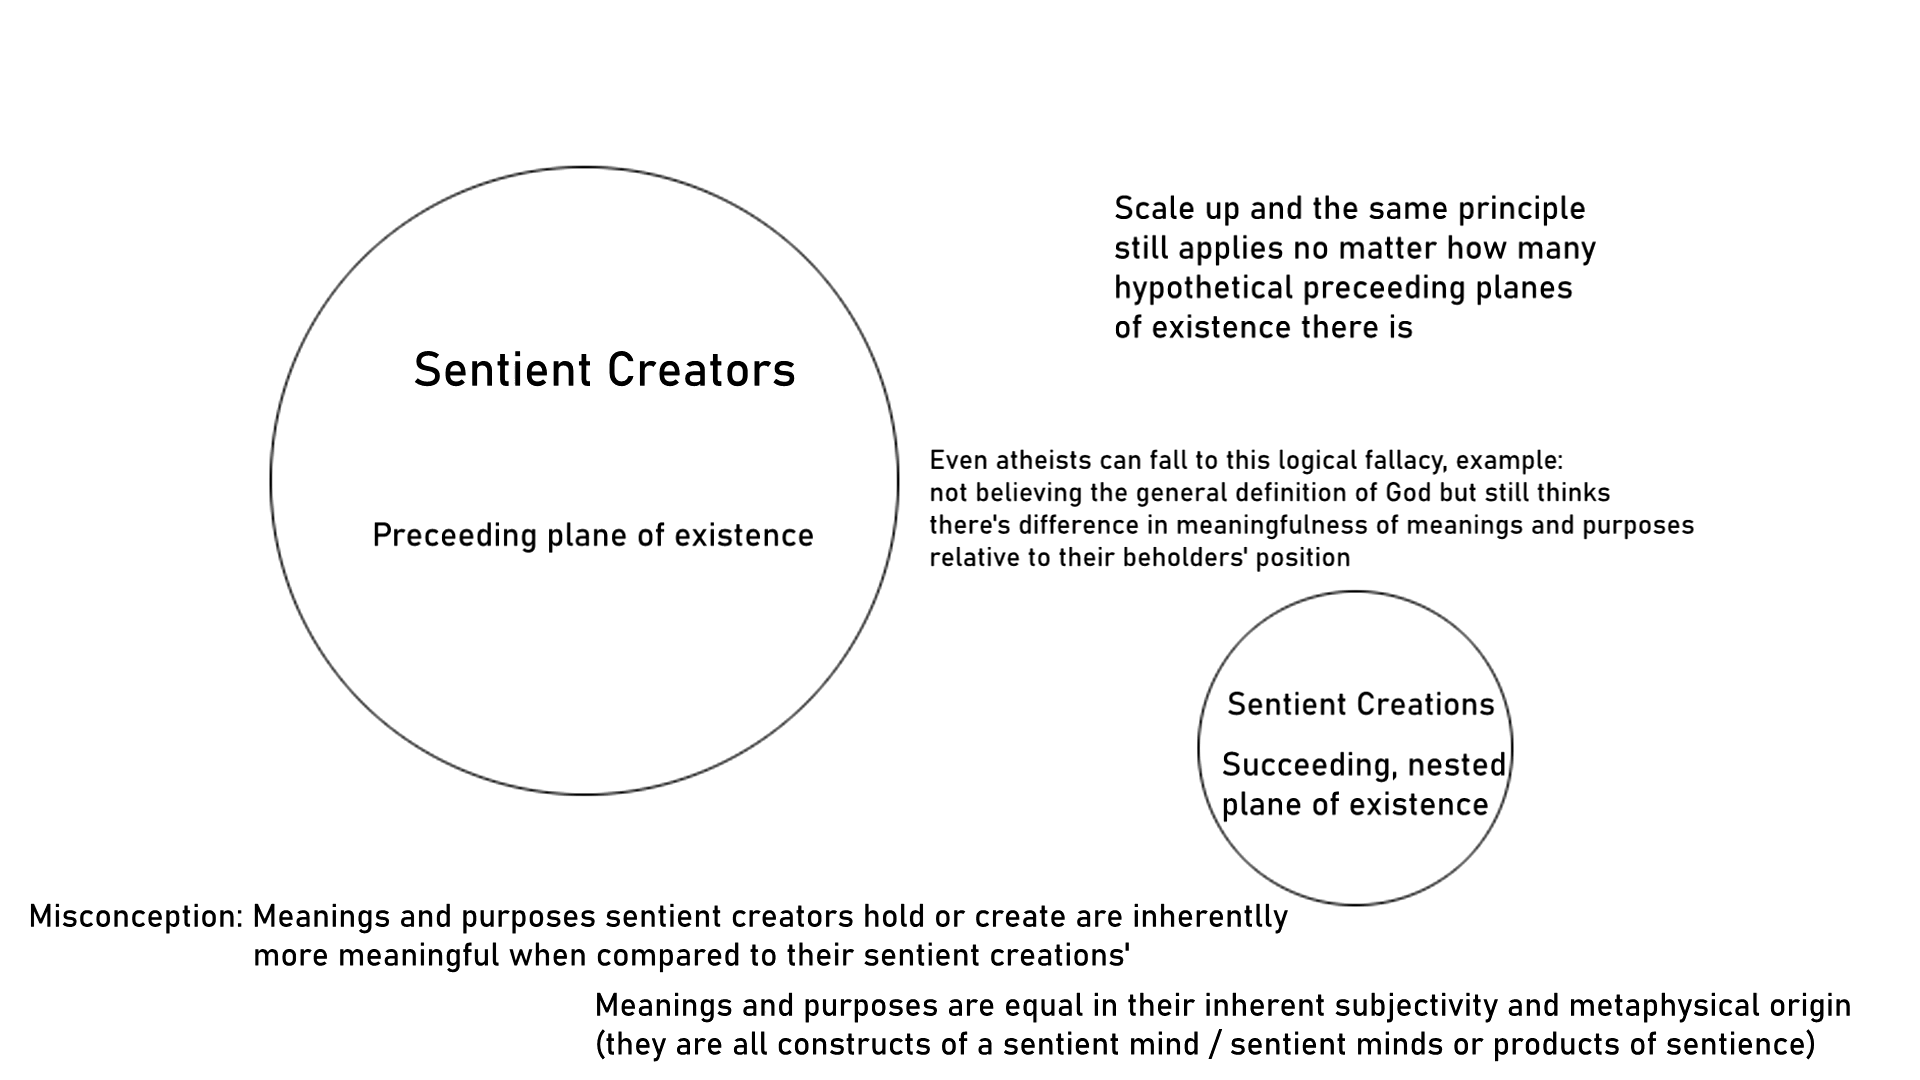 Scale up and the same principle
still applies no matter how many
hypothetical preceeding planes
of existence there is
Sentient Creators
Preceeding plane of existence
Even atheists can fall to this logical fallacy, example:
not believing the general definition of God but still thinks
there's difference in meaningfulness of meanings and purposes
relative to their beholders' position
Sentient Creations
Succeeding, nested
plane of existence
Misconception: Meanings and purposes sentient creators hold or create are inherentlly
more meaningful when compared to their sentient creations'
Meanings and purposes are equal in their inherent subjectivity and metaphysical origin
(they are all constructs of a sentient mind / sentient minds or products of sentience)